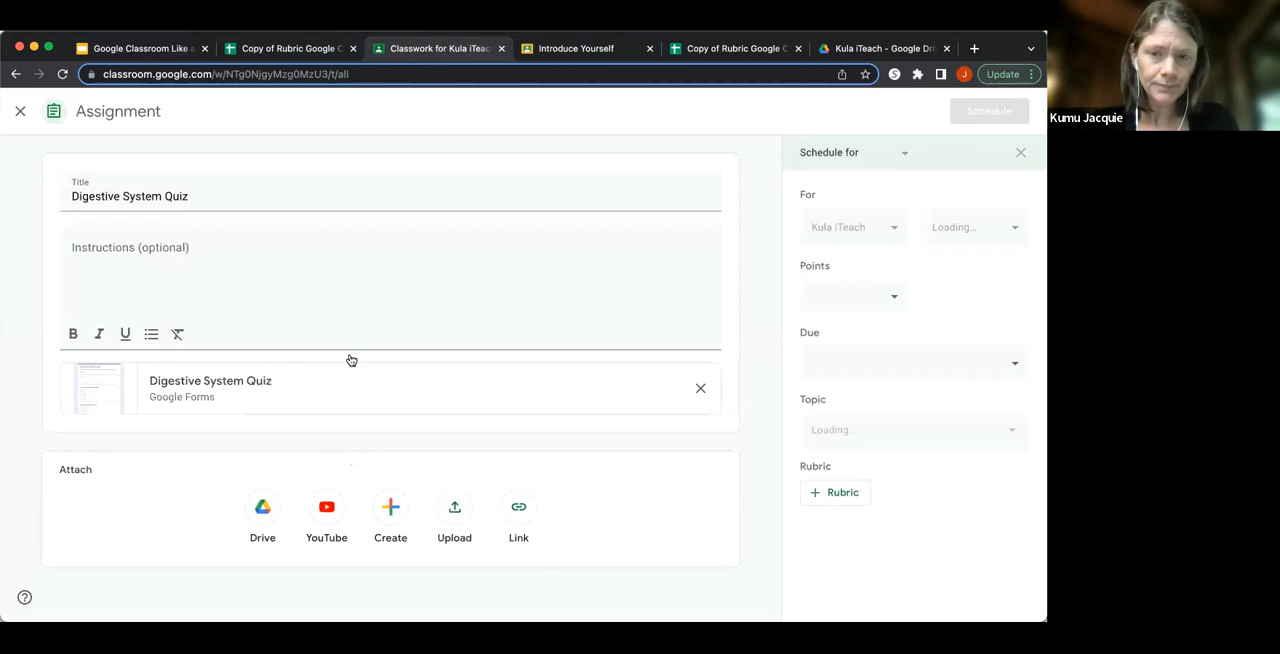 Google Classroom Like a
Copy of Rubric Google C
Classwork for Kula iTeac
Introduce Yourself
Copy of Rubric Google C
Kula iTeach - Google Dri
classroom.google.com/w/NTg0NjgyMzg0MzU3/t/all
S
J
Update
Assignment
Schedule
Kumu Jacquie
Title
Digestive System Quiz
Schedule for
For
Instructions (optional)
Kula iTeach
Loading...
Points
B I U
Due
Digestive System Quiz
Google Forms
Topic
Loading..
Attach
Rubric
Rubric
Drive
YouTube
Create
Upload
Link